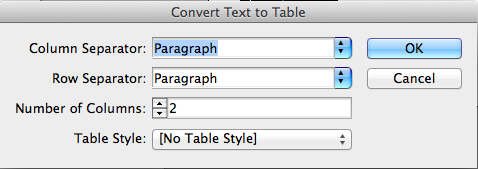 Convert Text to Table
Column Separator: Paragraph OK
Row Separator: Paragraph Cancel
Number of Columns: 2
Table Style: [No Table Style]